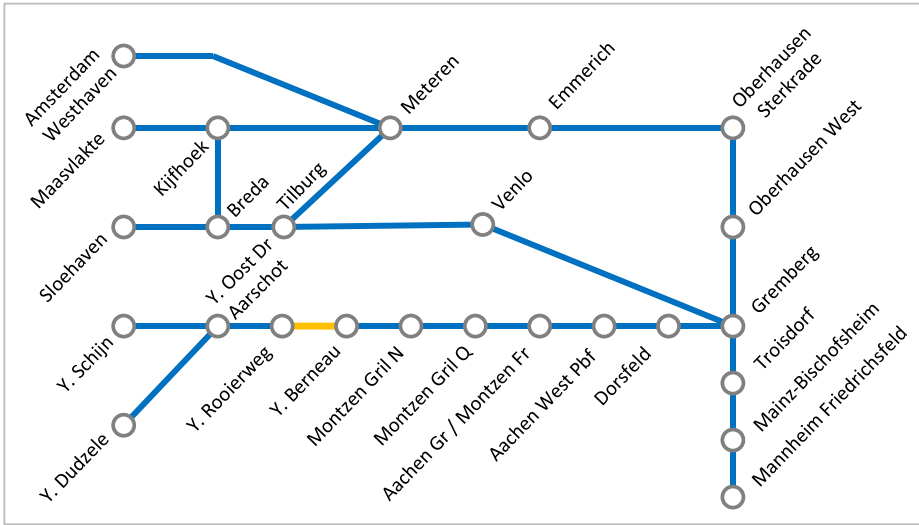 Amsterdam
Westhaven
Meteren
Emmerich
Oberhausen
Sterkrade
Maasvlakte
Kijfhoek
Breda
Tilburg
Venlo
Oberhausen West
Sloehaven
Y. Oost Dr
Aarschot
Gremberg
Y. Schijn
Y. Rooierweg
Y. Berneau
Montzen Gril N
Montzen Gril Q
Aachen Gr / Montzen Fr
Aachen West Pbf
Dorsfeld
Troisdorf
Mainz-Bischofsheim
Mannheim Friedrichsfeld
Y. Dudzele